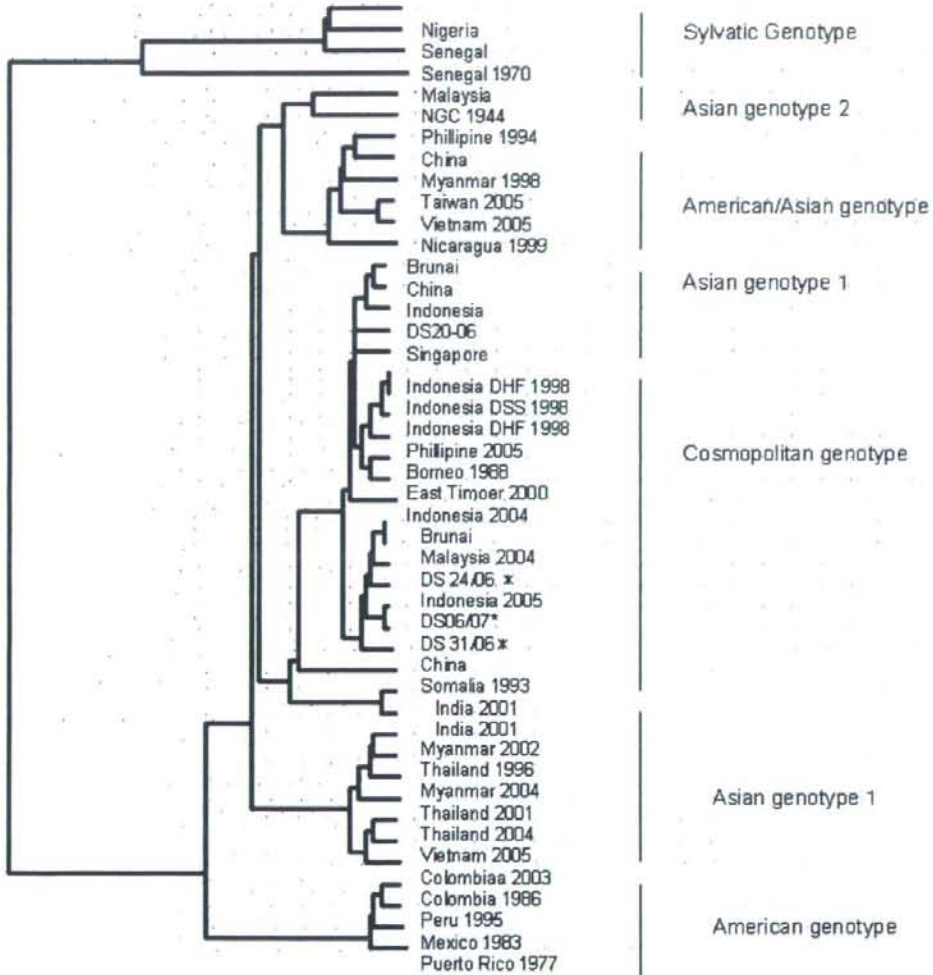 Nigeria
Senegal
Senegal 1970
Sylvatic Genotype
Malaysia
NGC 1944
Asian genotype 2
Phillipine 1994
China
Myanmar 1998
Taiwan 2005
Vietnam 2005
Nicaragua 1999
American/Asian genotype
Brunai
China
Indonesia
DS20-06
Singapore
Asian genotype 1
Indonesia DHF 1998
Indonesia DSS 1998
Indonesia DHF 1998
Phillipine 2005
Borneo 1988
East Timoer 2000
Indonesia 2004
Brunai
Malaysia 2004
DS 24/06 *
Indonesia 2005
DS06/07*
DS 31/06 *
China
Somalia 1993
Cosmopolitan genotype
India 2001
India 2001
Myanmar 2002
Thailand 1996
Myanmar 2004
Thailand 2001
Thailand 2004
Vietnam 2005
Asian genotype 1
Colombiaa 2003
Colombia 1986
Peru 1995
Mexico 1983
Puerto Rico 1977
American genotype